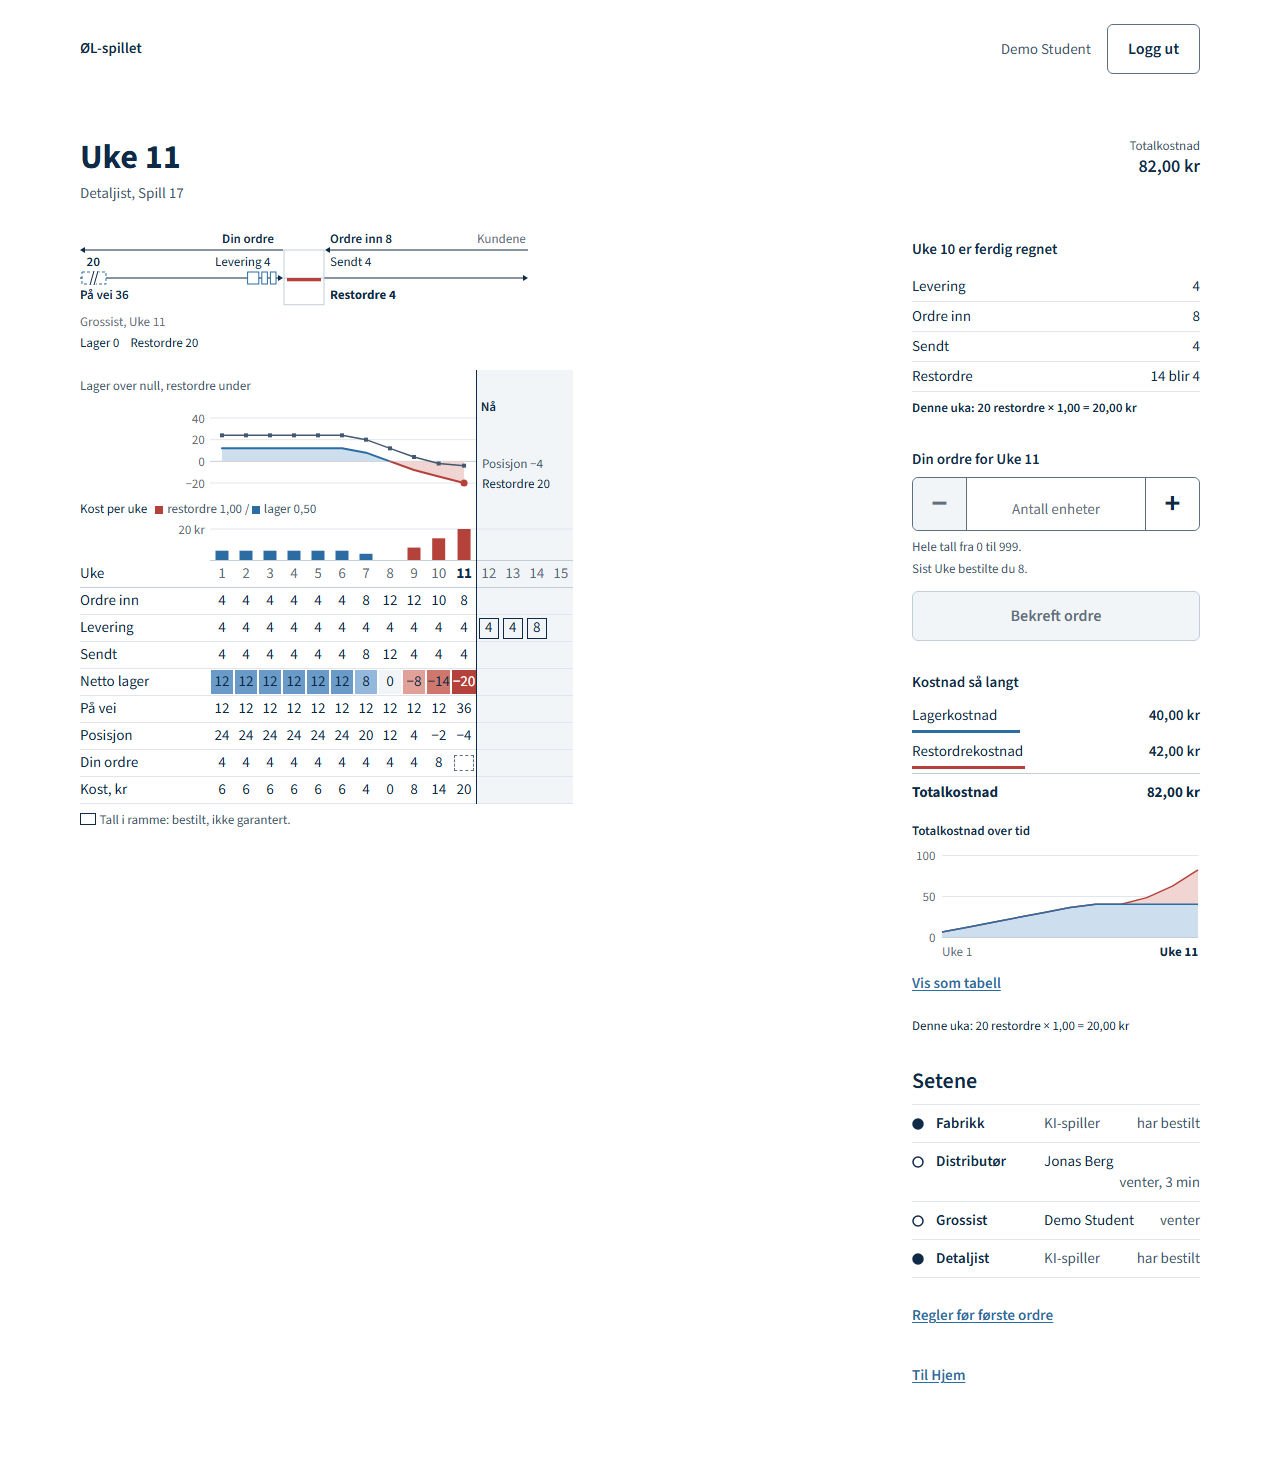 ØL-spillet
Demo Student
Logg ut
Uke 11
Detaljist, Spill 17
Totalkostnad
82,00 kr
Din ordre
Ordre inn 8
Kundene
20
Levering 4
Sendt 4
På vei 36
Restordre 4
Grossist, Uke 11
Lager 0 Restordre 20
Lager over null, restordre under
Nå
40
20
0
−20
Posisjon −4
Restordre 20
Kost per uke restordre 1,00 / lager 0,50
20 kr
Uke 1 2 3 4 5 6 7 8 9 10 11 12 13 14 15
Ordre inn 4 4 4 4 4 4 8 12 12 10 8
Levering 4 4 4 4 4 4 4 4 4 4 4 4 4 8
Sendt 4 4 4 4 4 4 8 12 4 4 4
Netto lager 12 12 12 12 12 12 8 0 −8 −14 −20
På vei 12 12 12 12 12 12 12 12 12 12 36
Posisjon 24 24 24 24 24 24 20 12 4 −2 −4
Din ordre 4 4 4 4 4 4 4 4 4 8
Kost, kr 6 6 6 6 6 6 4 0 8 14 20
Tall i ramme: bestilt, ikke garantert.
Uke 10 er ferdig regnet
Levering 4
Ordre inn 8
Sendt 4
Restordre 14 blir 4
Denne uka: 20 restordre × 1,00 = 20,00 kr
Din ordre for Uke 11
− Antall enheter +
Hele tall fra 0 til 999.
Sist Uke bestilte du 8.
Bekreft ordre
Kostnad så langt
Lagerkostnad 40,00 kr
Restordrekostnad 42,00 kr
Totalkostnad 82,00 kr
Totalkostnad over tid
100
50
0
Uke 1 Uke 11
Vis som tabell
Denne uka: 20 restordre × 1,00 = 20,00 kr
Setene
Fabrikk KI-spiller har bestilt
Distributør Jonas Berg
venter, 3 min
Grossist Demo Student venter
Detaljist KI-spiller har bestilt
Regler før første ordre
Til Hjem